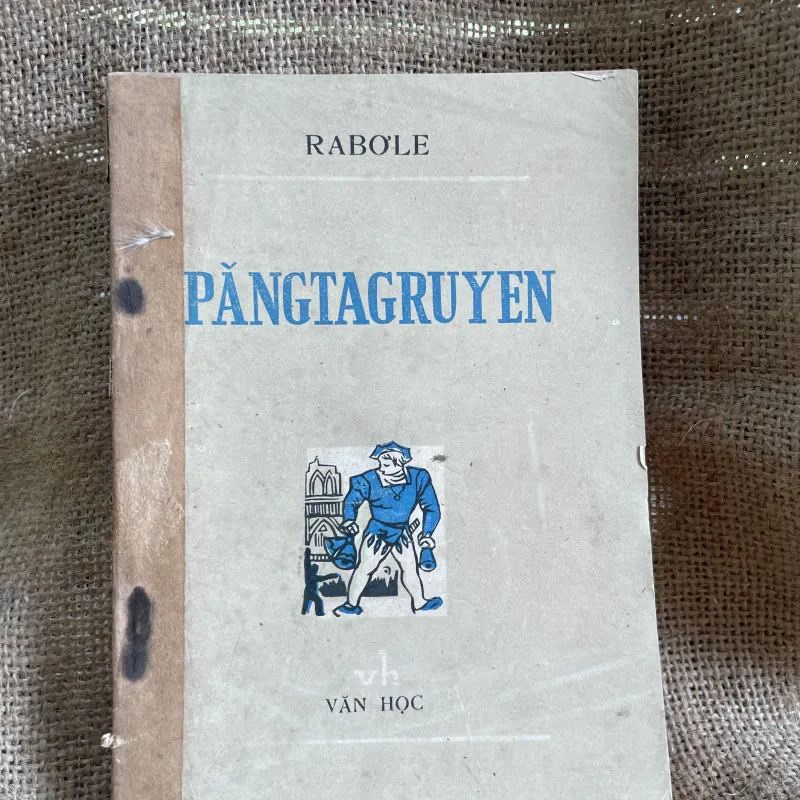 RABƠLE
PĂNGTAGRUYEN
vh
VĂN HỌC